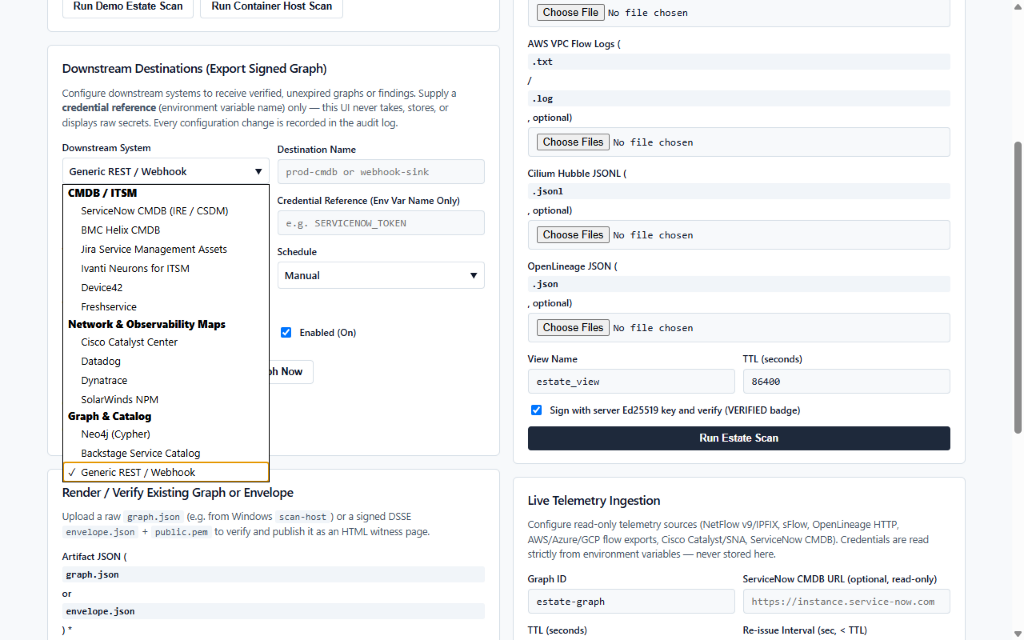 Run Demo Estate Scan
Run Container Host Scan
Downstream Destinations (Export Signed Graph)
Configure downstream systems to receive verified, unexpired graphs or findings. Supply a
credential reference (environment variable name) only — this UI never takes, stores, or
displays raw secrets. Every configuration change is recorded in the audit log.
Downstream System
Generic REST / Webhook
CMDB / ITSM
ServiceNow CMDB (IRE / CSDM)
BMC Helix CMDB
Jira Service Management Assets
Ivanti Neurons for ITSM
Device42
Freshservice
Network & Observability Maps
Cisco Catalyst Center
Datadog
Dynatrace
SolarWinds NPM
Graph & Catalog
Neo4j (Cypher)
Backstage Service Catalog
✓ Generic REST / Webhook
Destination Name
prod-cmdb or webhook-sink
Credential Reference (Env Var Name Only)
e.g. SERVICENOW_TOKEN
Schedule
Manual
Enabled (On)
Now
Render / Verify Existing Graph or Envelope
Upload a raw graph.json (e.g. from Windows scan-host ) or a signed DSSE
envelope.json + public.pem to verify and publish it as an HTML witness page.
Artifact JSON (
graph.json
or
envelope.json
) *
Choose File No file chosen
AWS VPC Flow Logs (
.txt
/
.log
, optional)
Choose Files No file chosen
Cilium Hubble JSONL (
.jsonl
, optional)
Choose Files No file chosen
OpenLineage JSON (
.json
, optional)
Choose Files No file chosen
View Name
estate_view
TTL (seconds)
86400
Sign with server Ed25519 key and verify (VERIFIED badge)
Run Estate Scan
Live Telemetry Ingestion
Configure read-only telemetry sources (NetFlow v9/IPFIX, sFlow, OpenLineage HTTP,
AWS/Azure/GCP flow exports, Cisco Catalyst/SNA, ServiceNow CMDB). Credentials are read
strictly from environment variables — never stored here.
Graph ID
estate-graph
ServiceNow CMDB URL (optional, read-only)
https://instance.service-now.com
TTL (seconds)
Re-issue Interval (sec, < TTL)